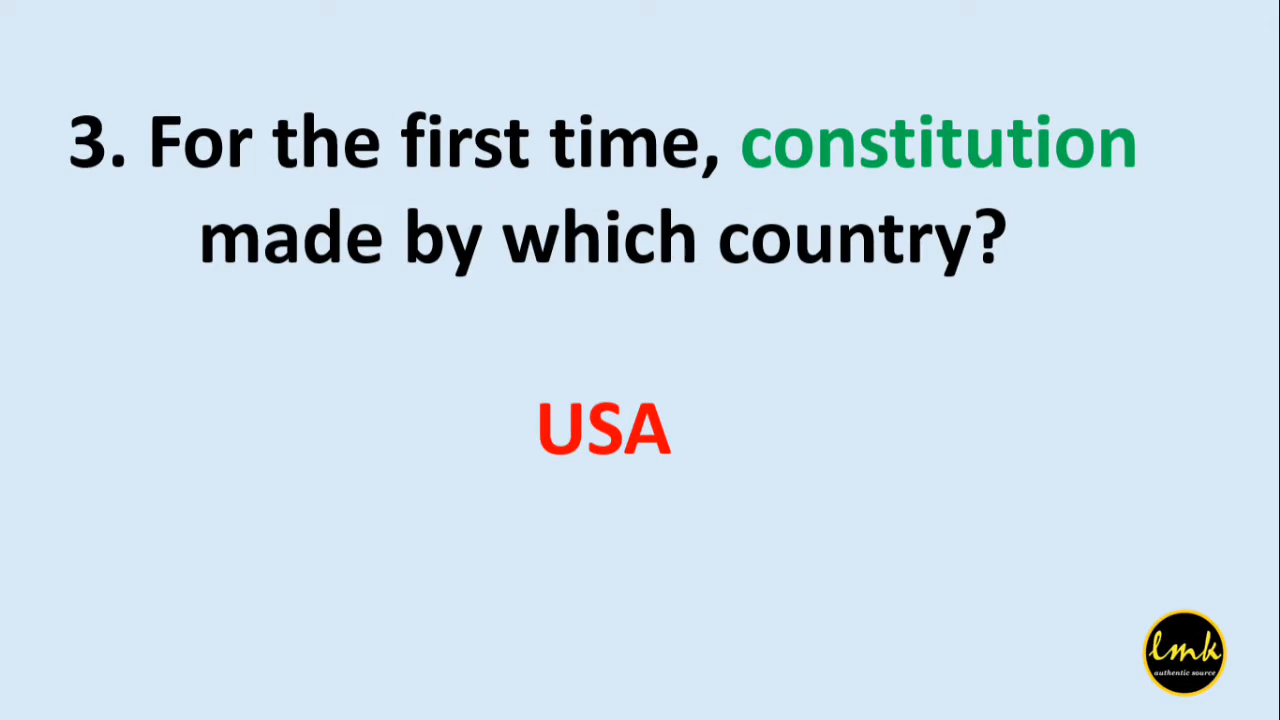 3. For the first time, constitution
made by which country?
USA
lmk
authentic source